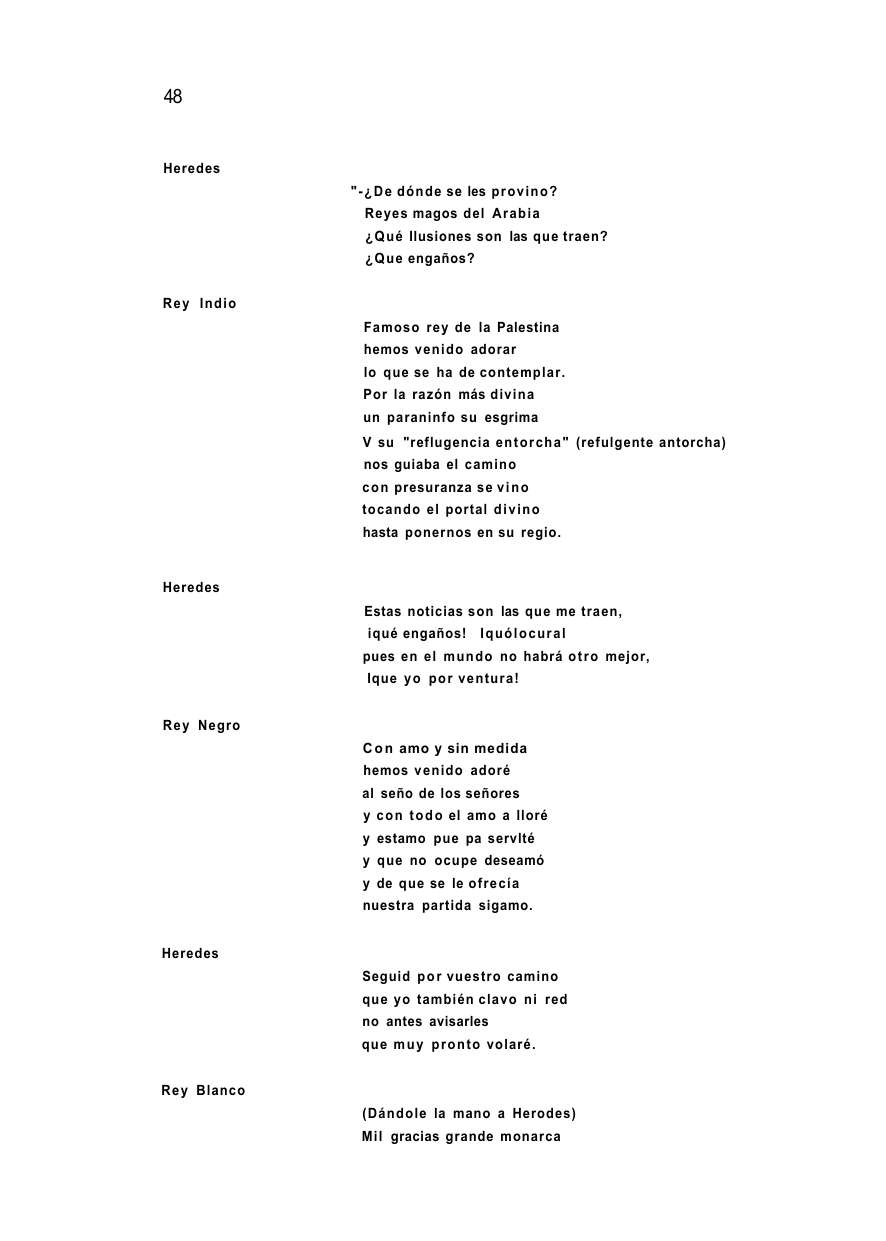 48
Heredes
"-¿De dónde se les provino?
Reyes magos del Arabia
¿Qué Ilusiones son las que traen?
¿Que engaños?
Rey Indio
Famoso rey de la Palestina
hemos venido adorar
lo que se ha de contemplar.
Por la razón más divina
un paraninfo su esgrima
V su "reflugencia entorcha" (refulgente antorcha)
nos guiaba el camino
con presuranza se vino
tocando el portal divino
hasta ponernos en su regio.
Heredes
Estas noticias son las que me traen,
iqué engaños! Iquólocural
pues en el mundo no habrá otro mejor,
Ique yo por ventura!
Rey Negro
Con amo y sin medida
hemos venido adoré
al seño de los señores
y con todo el amo a lloré
y estamo pue pa servlté
y que no ocupe deseamó
y de que se le ofrecía
nuestra partida sigamo.
Heredes
Seguid por vuestro camino
que yo también clavo ni red
no antes avisarles
que muy pronto volaré.
Rey Blanco
(Dándole la mano a Herodes)
Mil gracias grande monarca